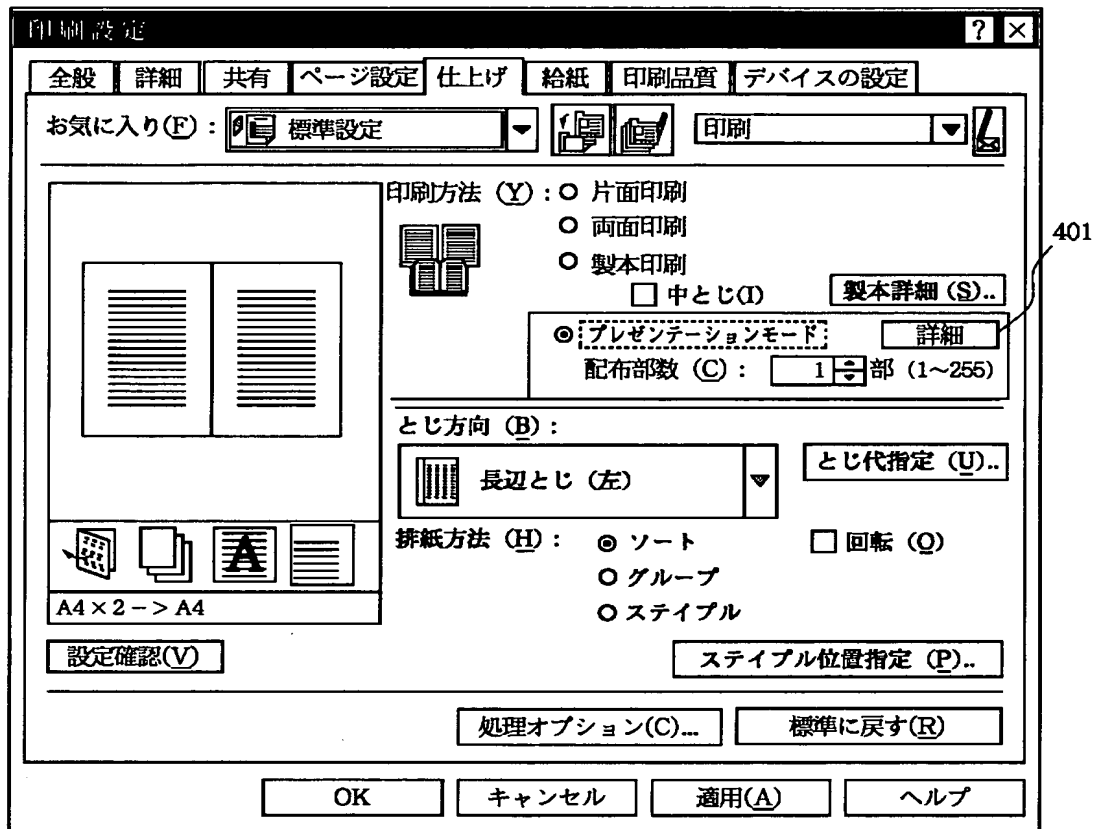 印刷設定 ? ×
全般 詳細 共有 ページ設定 仕上げ 給紙 印刷品質 デバイスの設定
お気に入り(F)： 標準設定 印刷
印刷方法 (Y)： 片面印刷
両面印刷
401
製本印刷
中とじ(I) 製本詳細 (S)..
プレゼンテーションモード 詳細
配布部数 (C)： 1 部 (1～255)
とじ方向 (B)：
長辺とじ (左) とじ代指定 (U)..
排紙方法 (H)： ソート 回転 (O)
A
グループ
A4×2－> A4 ステイプル
設定確認(V) ステイプル位置指定 (P)..
処理オプション(C)... 標準に戻す(R)
OK キャンセル 適用(A) ヘルプ